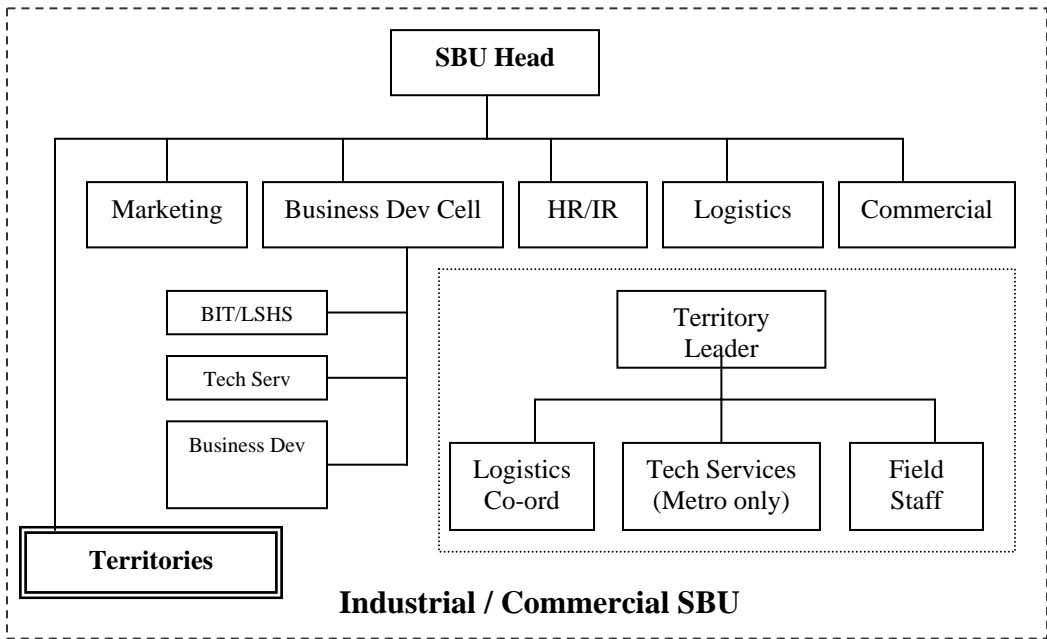 SBU Head
Marketing
Business Dev Cell
HR/IR
Logistics
Commercial
BIT/LSHS
Tech Serv
Business Dev
Territory
Leader
Logistics
Co-ord
Tech Services
(Metro only)
Field
Staff
Territories
Industrial / Commercial SBU